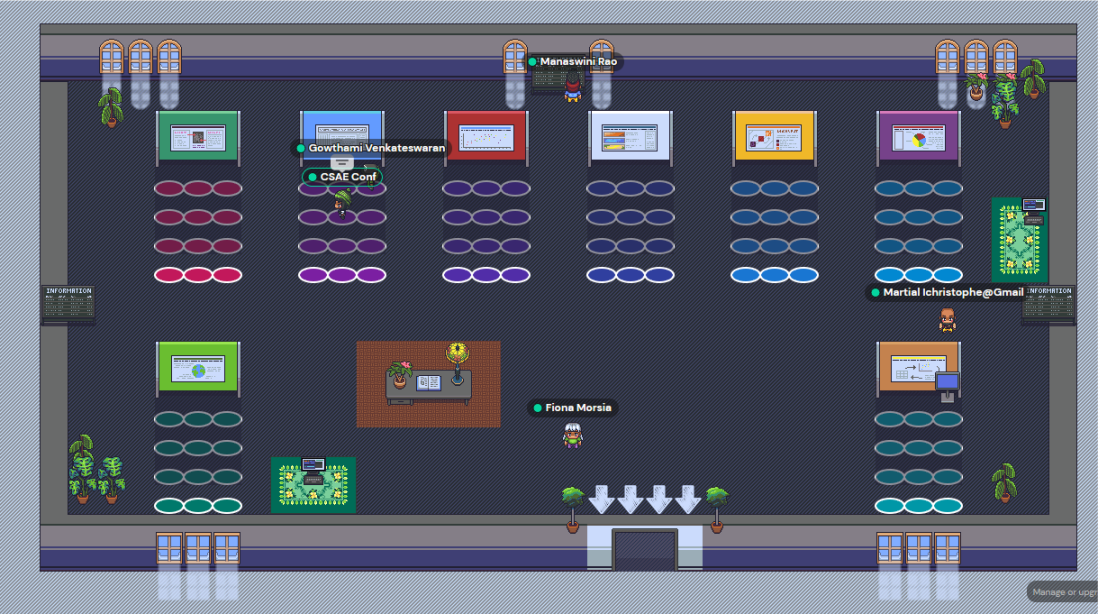 Manaswini Rao
Gowthami Venkateswaran
CSAE Conf
INFORMATION
Martial Ichristophe@Gmail
INFORMATION
Fiona Morsia
Manage or upgr